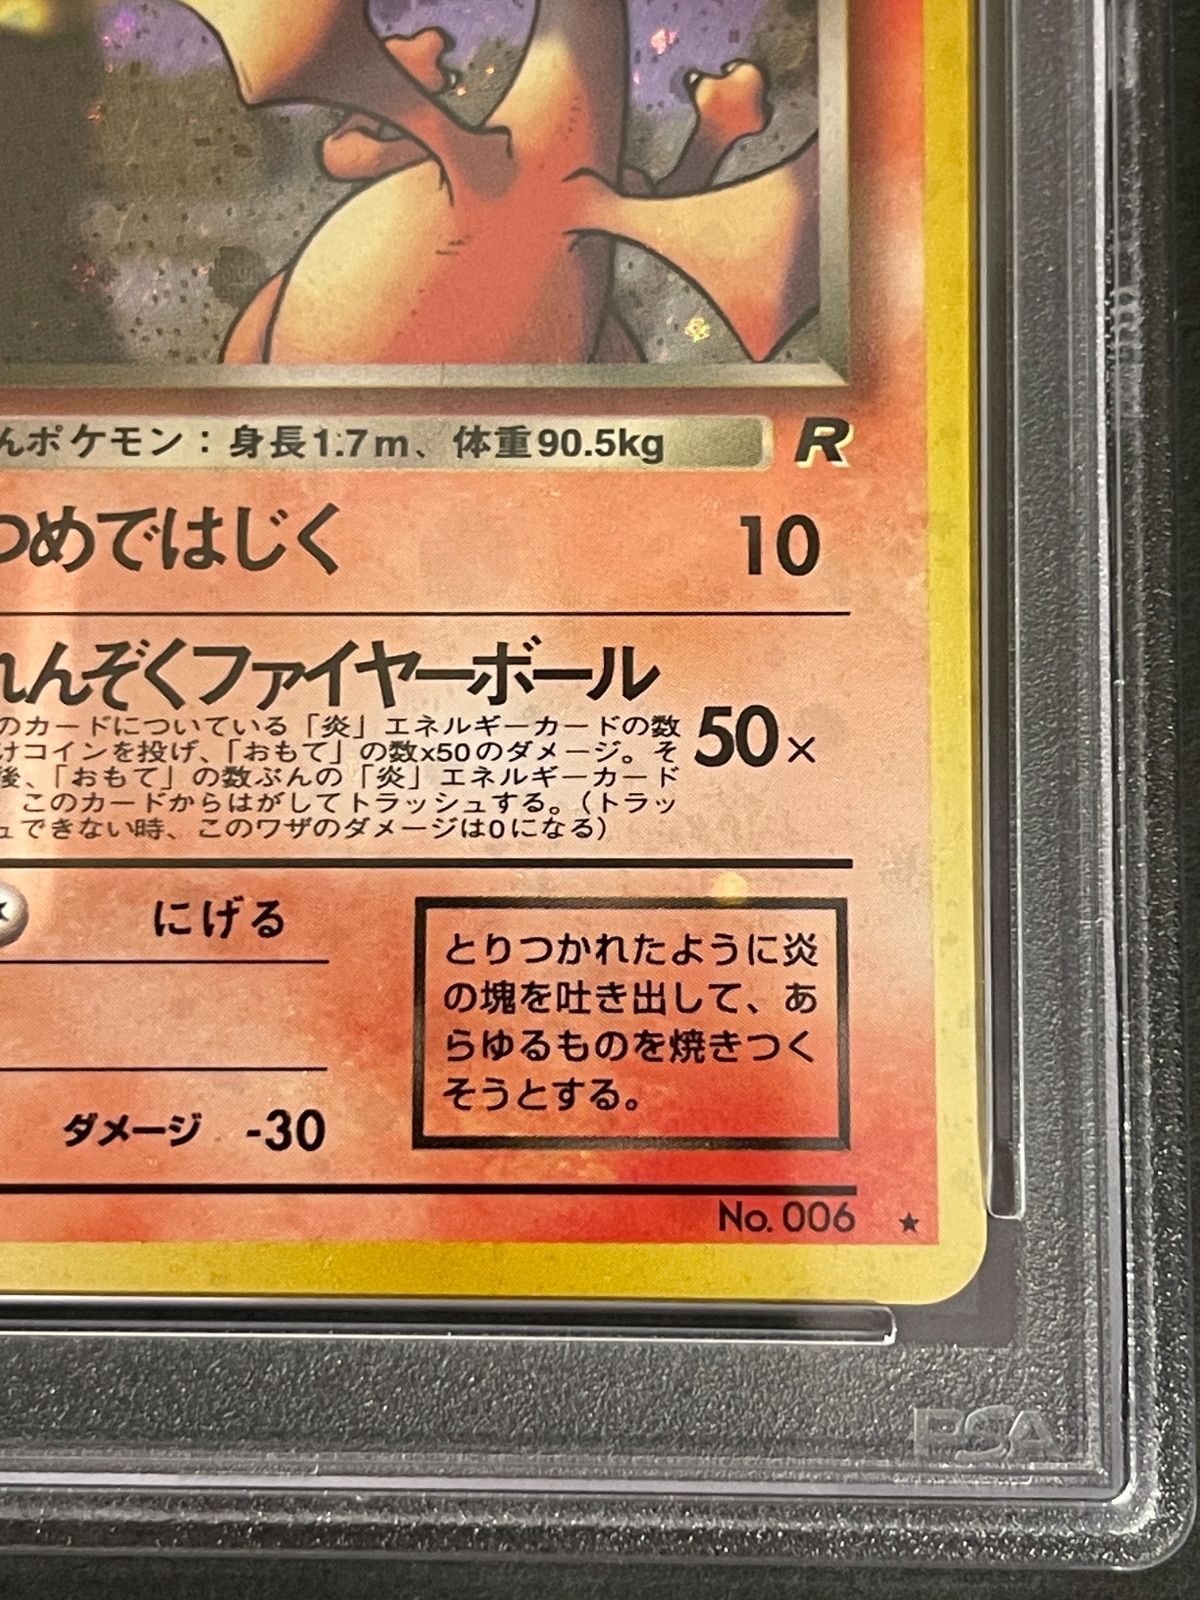 んポケモン：身長1.7m、体重90.5kg
R
つめではじく 10
れんぞくファイヤーボール
のカードについている「炎」エネルギーカードの数
けコインを投げ、「おもて」の数x50のダメージ。そ
後、「おもて」の数ぶんの「炎」エネルギーカード
、このカードからはがしてトラッシュする。（トラッ
ュできない時、このワザのダメージは0になる）
50×
にげる
ダメージ -30
とりつかれたように炎
の塊を吐き出して、あ
らゆるものを焼きつく
そうとする。
No. 006 ★
PSA